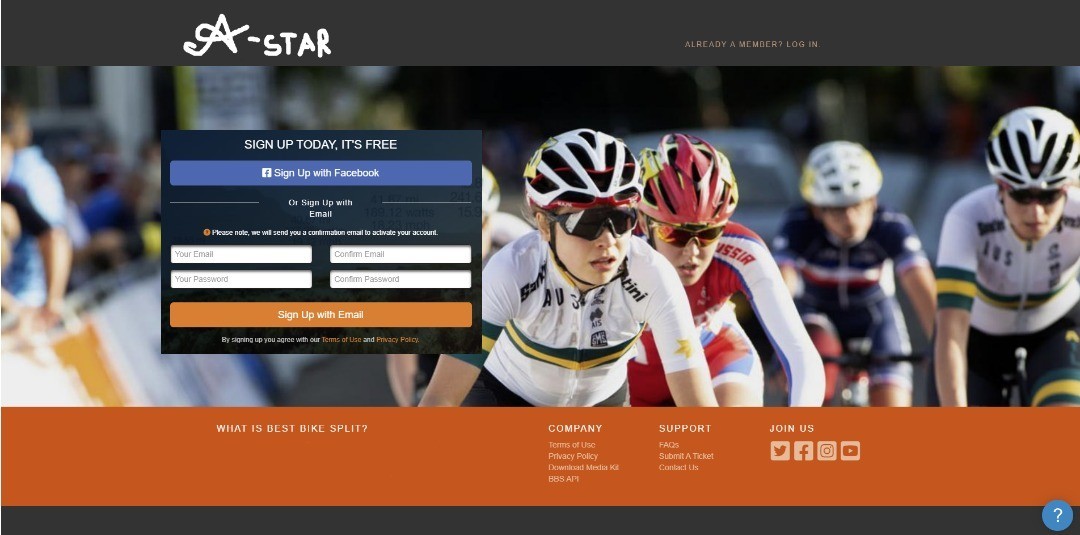 A-STAR
ALREADY A MEMBER? LOG IN.
SIGN UP TODAY, IT'S FREE
Sign Up with Facebook
Or Sign Up with
Email
Please note, we will send you a confirmation email to activate your account.
Your Email
Confirm Email
Your Password
Confirm Password
Sign Up with Email
By signing up you agree with our Terms of Use and Privacy Policy.
AUS
AIS
RUSSIA
AUS
WHAT IS BEST BIKE SPLIT?
COMPANY
Terms of Use
Privacy Policy
Download Media Kit
BBS API
SUPPORT
FAQs
Submit A Ticket
Contact Us
JOIN US
?